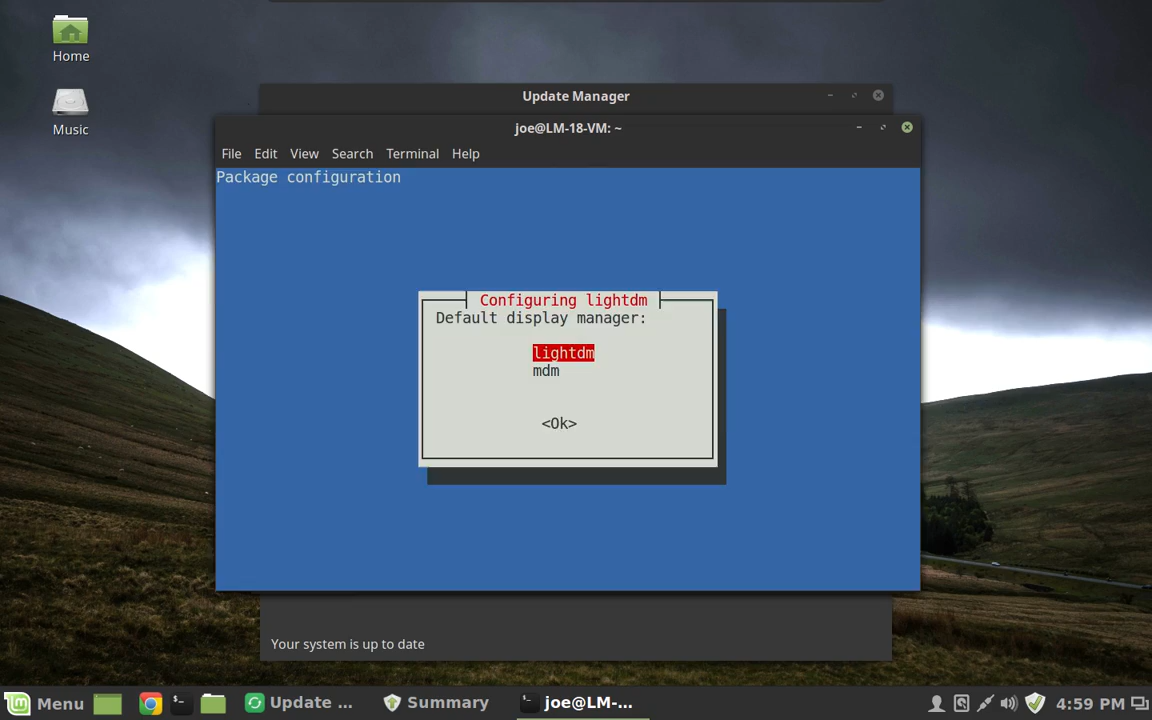 Home
Music
Update Manager
joe@LM-18-VM: ~
File Edit View Search Terminal Help
Package configuration
Configuring lightdm
Default display manager:
lightdm
mdm
<Ok>
Your system is up to date
Menu Update ... Summary joe@LM-... 4:59 PM